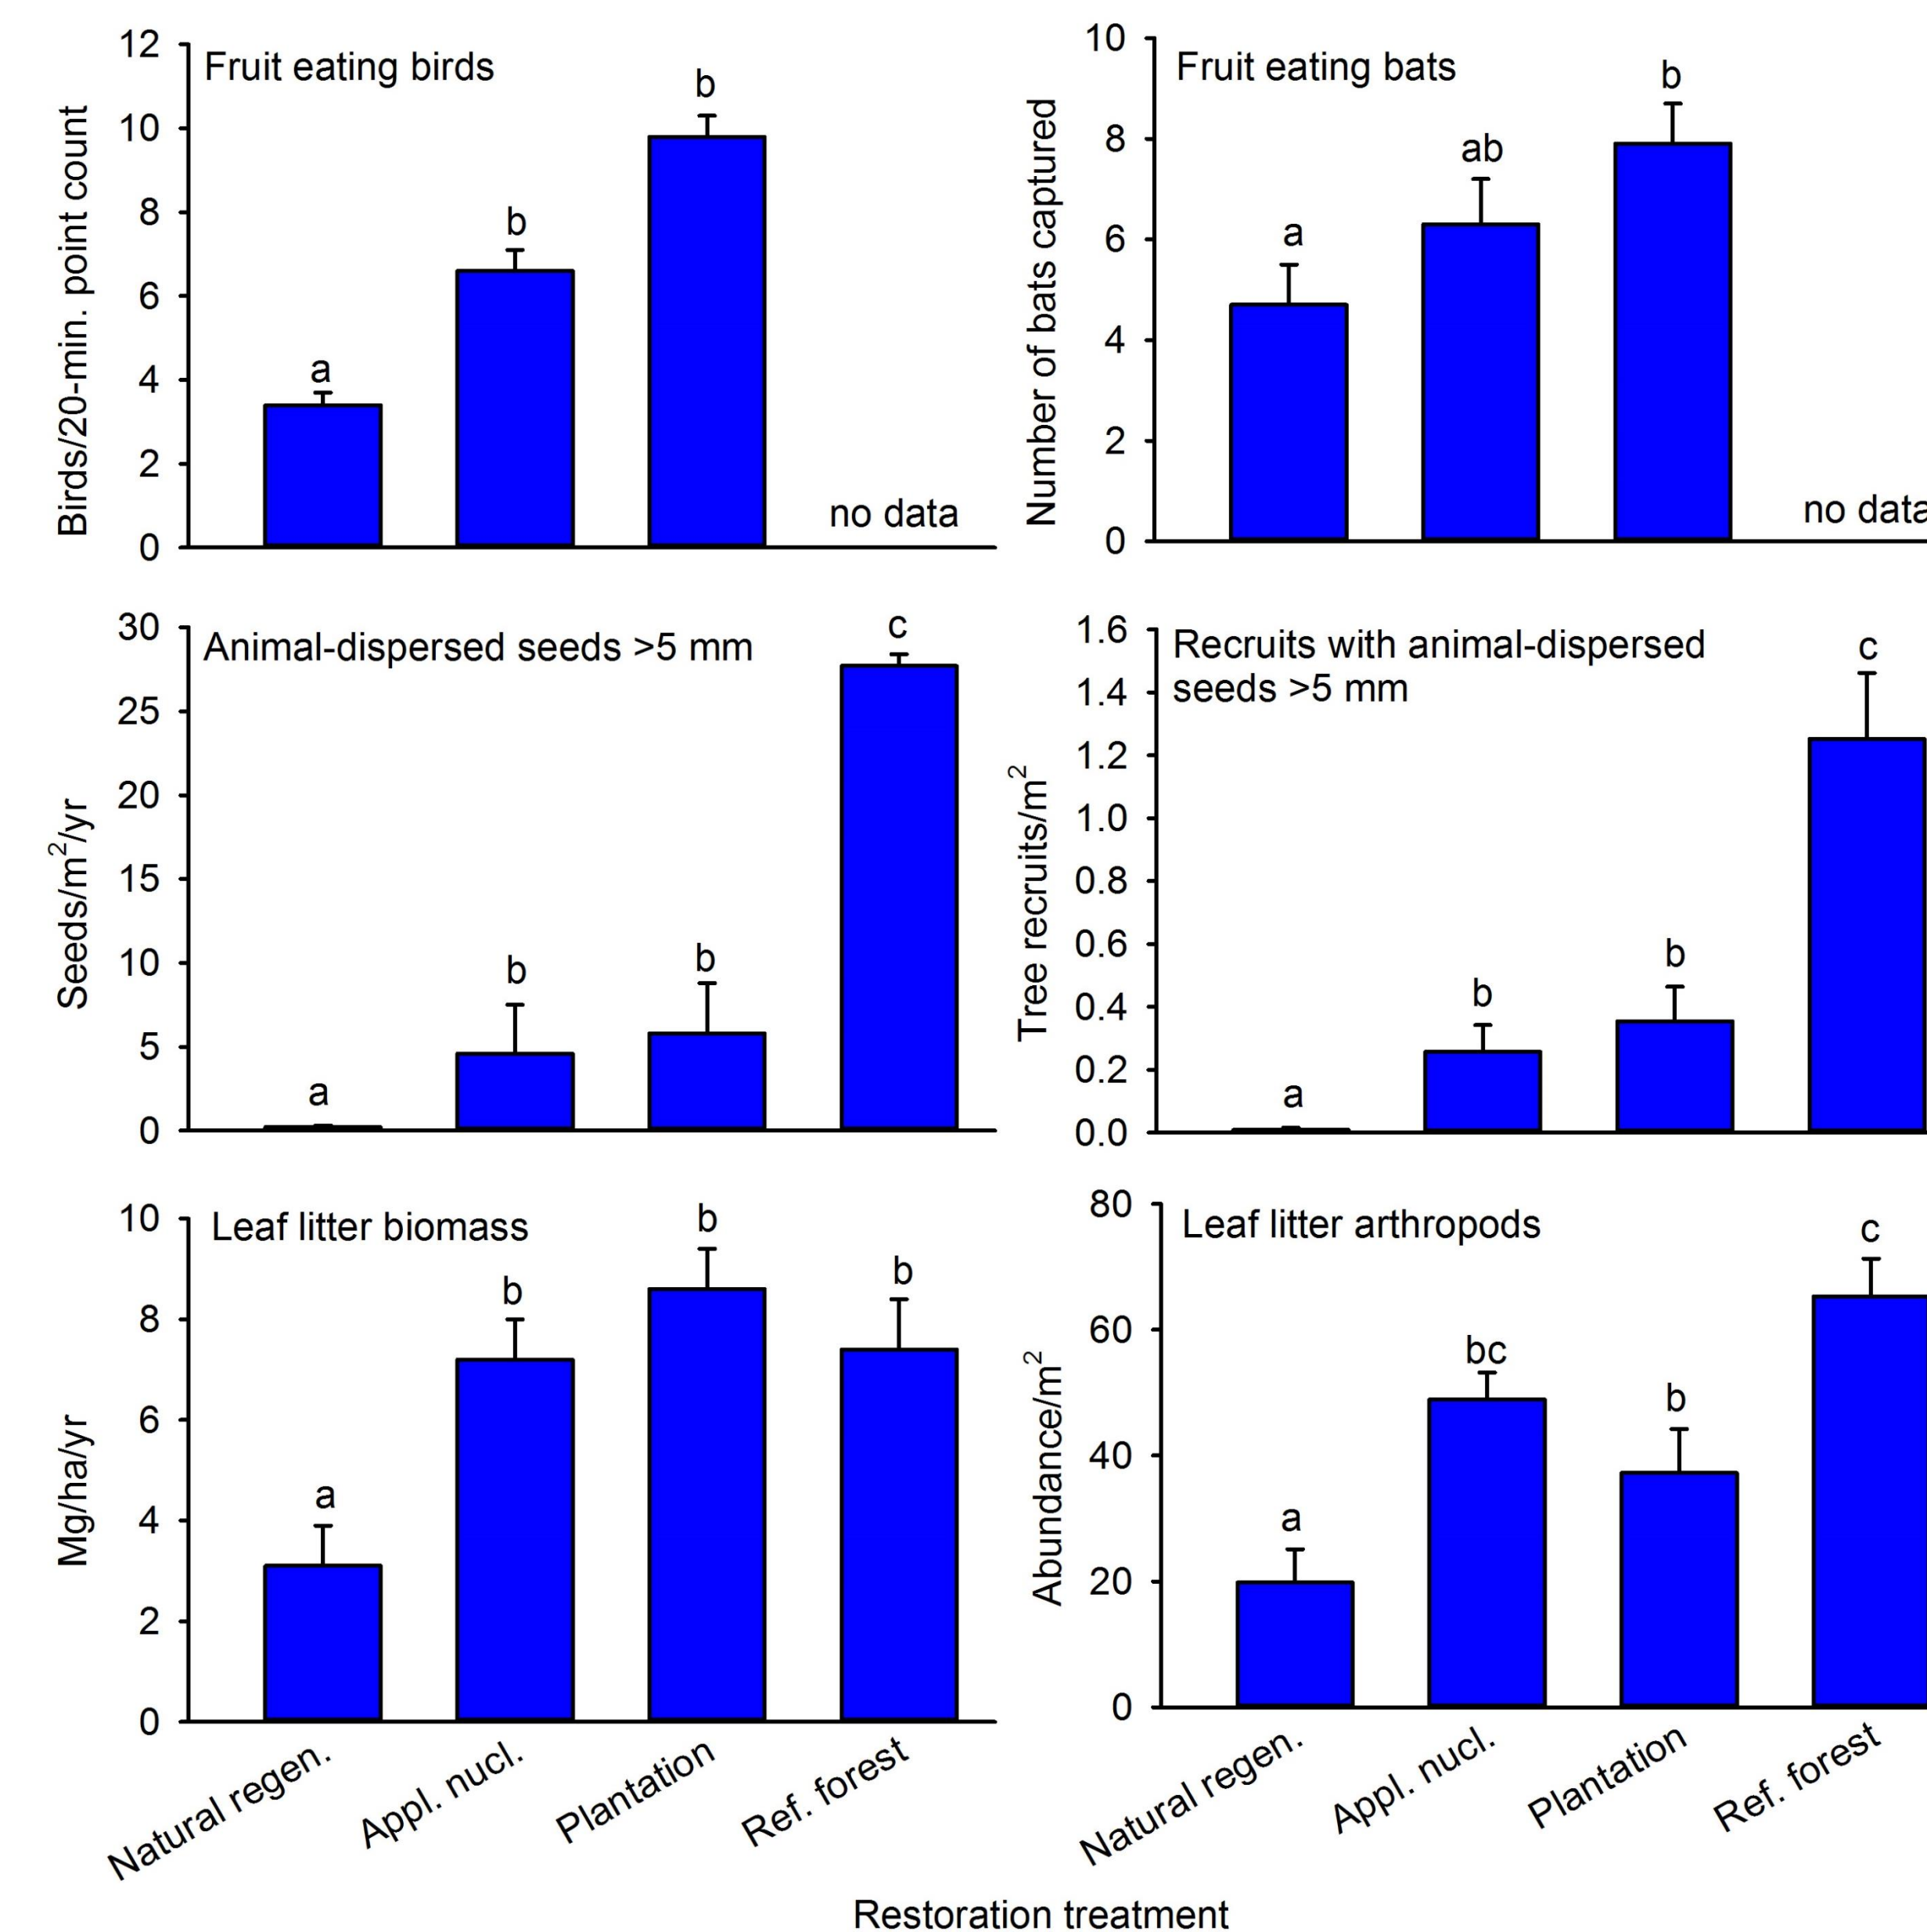 Fruit eating birds
Birds/20-min. point count
12
10
8
6
4
2
0
a
b
b
no data
Fruit eating bats
Number of bats captured
10
8
6
4
2
0
a
ab
b
no data
Animal-dispersed seeds >5 mm
Seeds/m²/yr
30
25
20
15
10
5
0
a
b
b
c
Recruits with animal-dispersed
seeds >5 mm
Tree recruits/m²
1.6
1.4
1.2
1.0
0.8
0.6
0.4
0.2
0.0
a
b
b
c
Leaf litter biomass
Mg/ha/yr
10
8
6
4
2
0
a
b
b
b
Natural regen.
Appl. nucl.
Plantation
Ref. forest
Leaf litter arthropods
Abundance/m²
80
60
40
20
0
a
bc
b
c
Natural regen.
Appl. nucl.
Plantation
Ref. forest
Restoration treatment